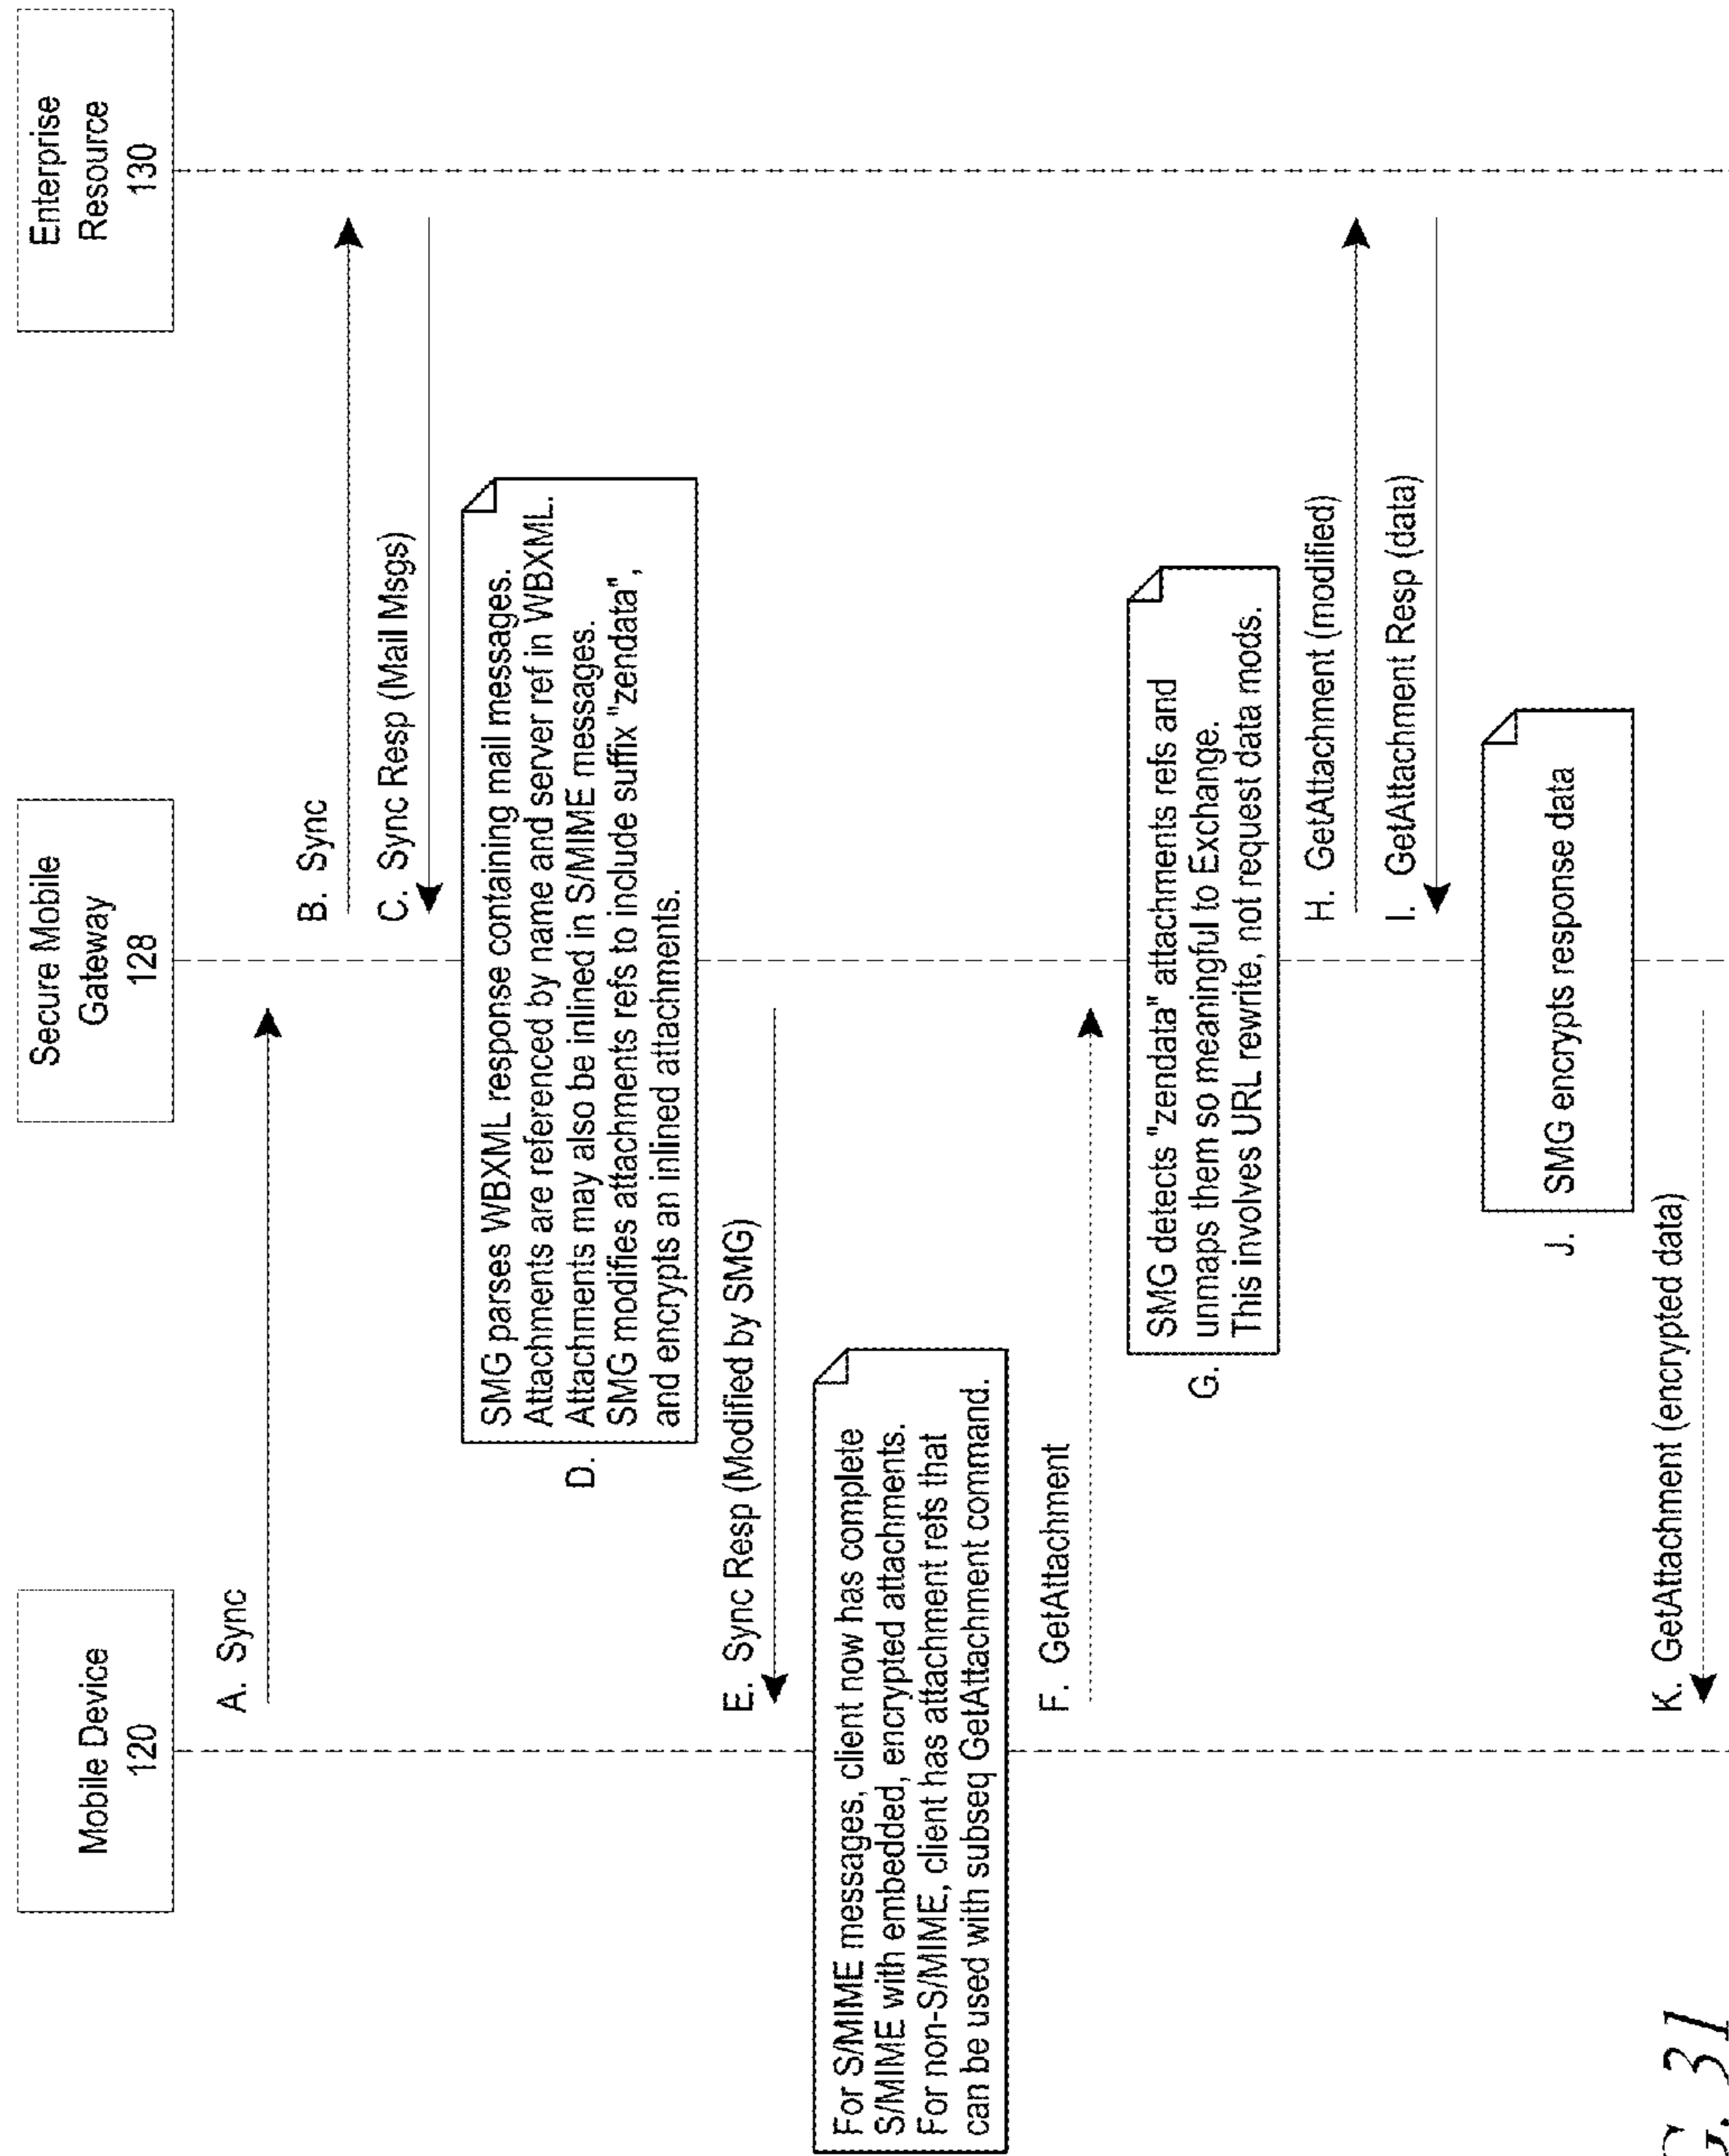 Mobile Device
120
Secure Mobile
Gateway
128
Enterprise
Resource
130
A. Sync
B. Sync
C. Sync Resp (Mail Msgs)
D.
SMG parses WBXML response containing mail messages.
Attachments are referenced by name and server ref in WBXML.
Attachments may also be inlined in S/MIME messages.
SMG modifies attachments refs to include suffix "zendata",
and encrypts an inlined attachments.
E. Sync Resp (Modified by SMG)
For S/MIME messages, client now has complete
S/MIME with embedded, encrypted attachments.
For non-S/MIME, client has attachment refs that
can be used with subseq GetAttachment command.
F. GetAttachment
G.
SMG detects "zendata" attachments refs and
unmaps them so meaningful to Exchange.
This involves URL rewrite, not request data mods.
H. GetAttachment (modified)
I. GetAttachment Resp (data)
J.
SMG encrypts response data
K. GetAttachment (encrypted data)
31